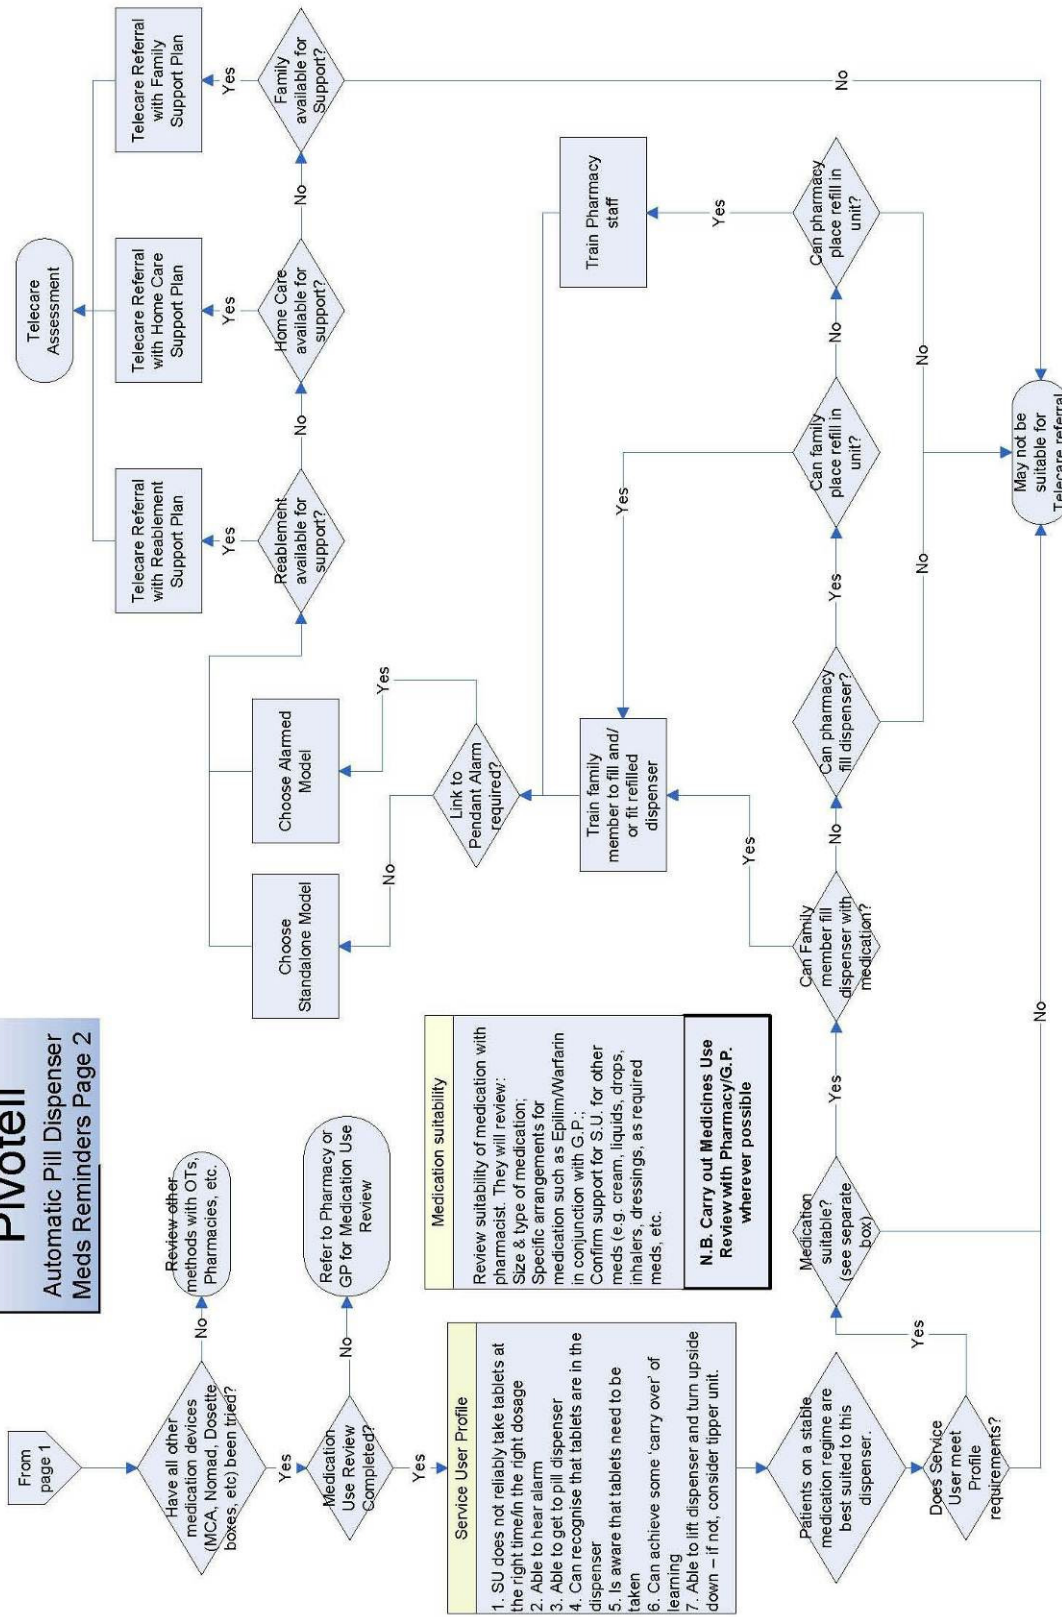 Pivotell
Automatic Pill Dispenser
Meds Reminders Page 2
From
page 1
Have all other
medication devices
(MCA, Nomad, Dosette
boxes, etc) been tried?
No
Review other
methods with OTs,
Pharmacies, etc.
Yes
Medication
Use Review
Completed?
No
Refer to Pharmacy or
GP for Medication Use
Review
Yes
Service User Profile
1. SU does not reliably take tablets at
the right time/in the right dosage
2. Able to hear alarm
3. Able to get to pill dispenser
4. Can recognise that tablets are in the
dispenser
5. Is aware that tablets need to be
taken
6. Can achieve some 'carry over' of
learning
7. Able to lift dispenser and turn upside
down – if not, consider tipper unit.
Patients on a stable
medication regime are
best suited to this
dispenser.
Does Service
User meet
Profile
requirements?
Yes
No
Medication suitability
Review suitability of medication with
pharmacist. They will review:
Size & type of medication;
Specific arrangements for
medication such as Epilim/Warfarin
in conjunction with G.P.;
Confirm support for S.U. for other
meds (e.g. cream, liquids, drops,
inhalers, dressings, as required
meds, etc.
N.B. Carry out Medicines Use
Review with Pharmacy/G.P.
wherever possible
Medication
suitable?
(see separate
box)
Yes
Can Family
member fill
dispenser with
medication?
Yes
No
Can pharmacy
fill dispenser?
Yes
No
Can family
place refill in
unit?
Yes
No
Can pharmacy
place refill in
unit?
Yes
No
Train Pharmacy
staff
Train family
member to fill and/
or fit refilled
dispenser
Link to
Pendant Alarm
required?
No
Yes
Choose
Standalone Model
Choose Alarmed
Model
Reablement
available for
support?
Yes
No
Telecare Referral
with Reablement
Support Plan
Home Care
available for
support?
Yes
No
Telecare Referral
with Home Care
Support Plan
Family
available for
Support?
Yes
No
Telecare Referral
with Family
Support Plan
Telecare
Assessment
May not be
suitable for
Telecare referral